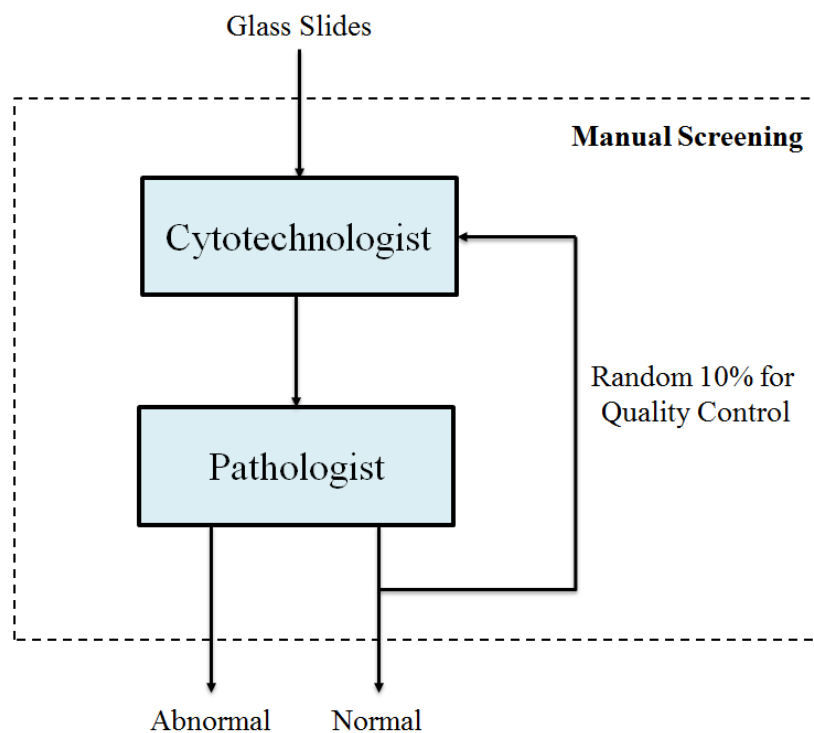 Glass Slides
Manual Screening
Cytotechnologist
Random 10% for
Quality Control
Pathologist
Abnormal
Normal